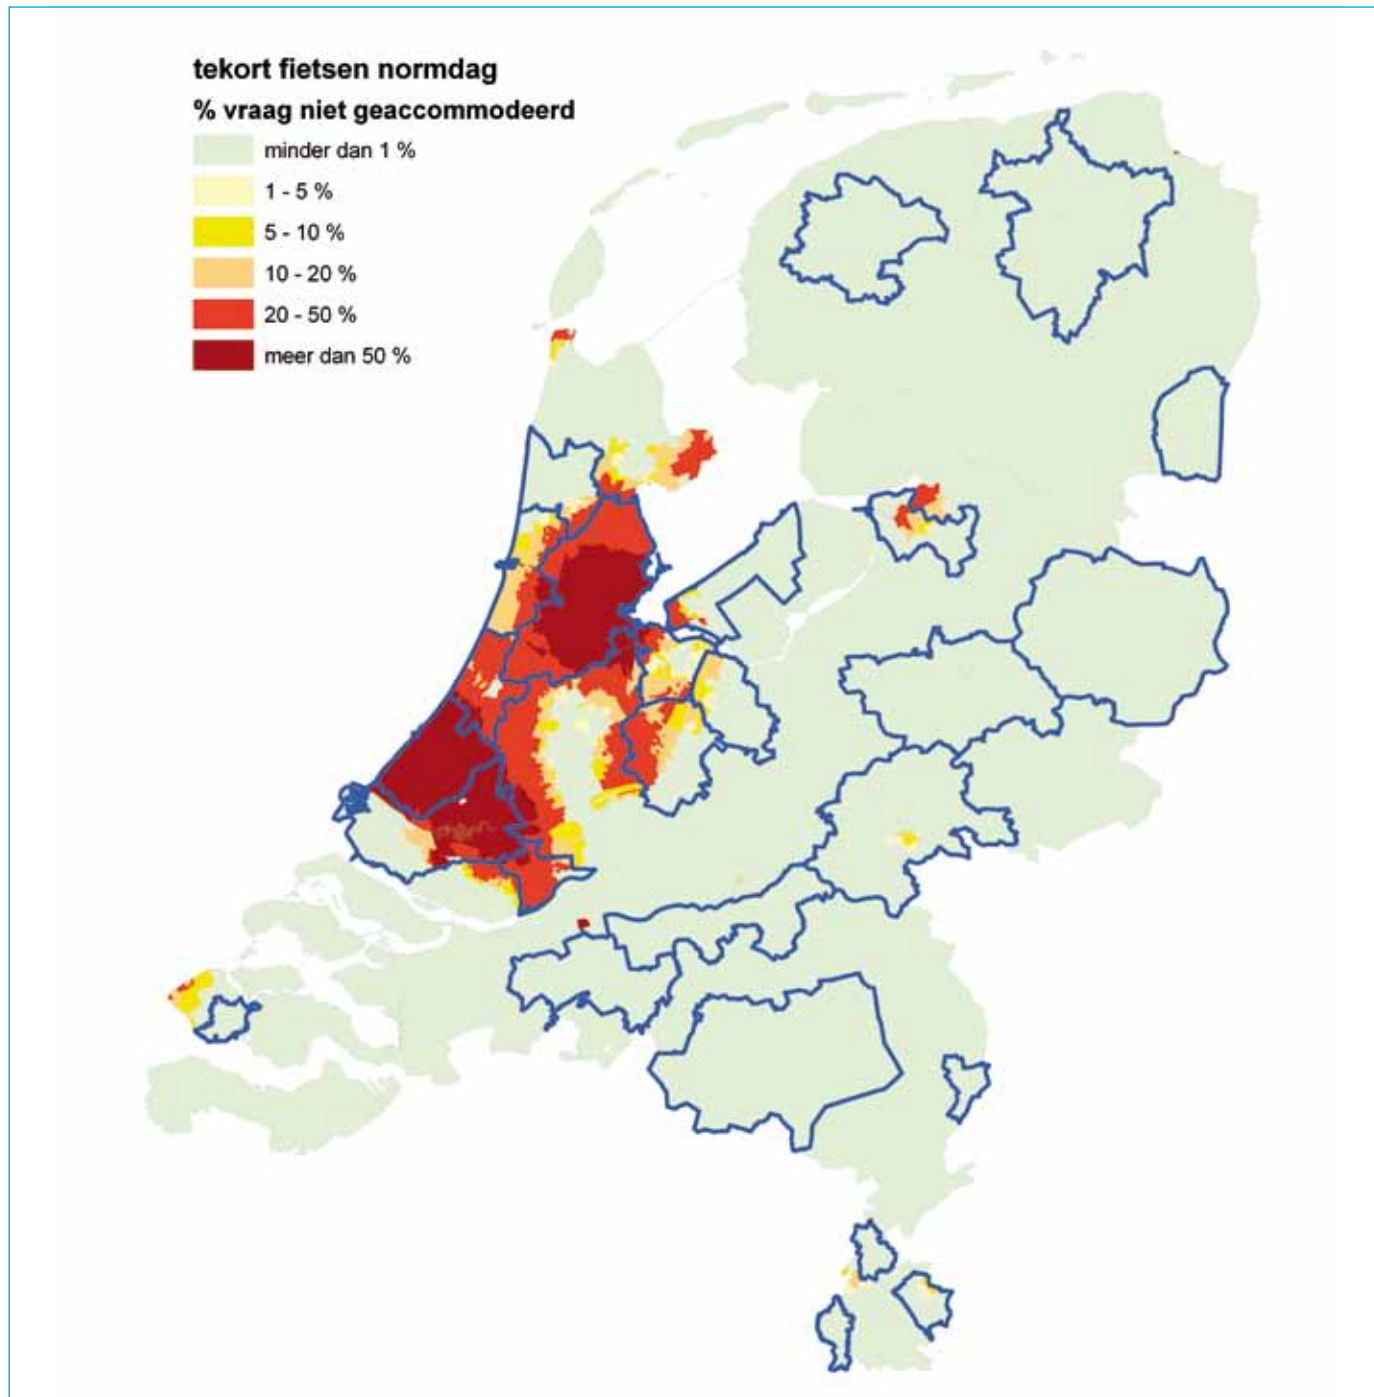 tekort fietsen normdag
% vraag niet geaccommodeerd
minder dan 1 %
1 - 5 %
5 - 10 %
10 - 20 %
20 - 50 %
meer dan 50 %